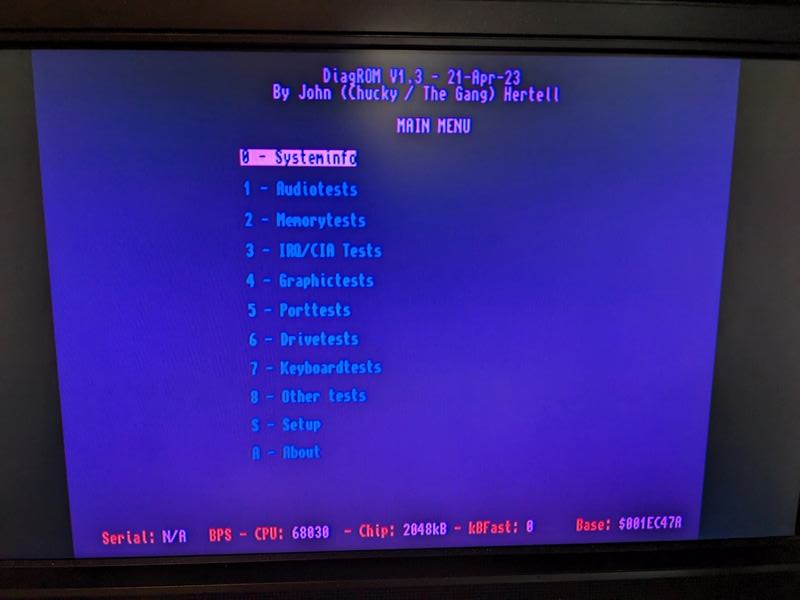 DiagROM V1.3 - 21-Apr-23
By John (Chucky / The Gang) Hertell
MAIN MENU
0 - Systeminfo
1 - Audiotests
2 - Memorytests
3 - IRQ/CIA Tests
4 - Graphictests
5 - Porttests
6 - Drivetests
7 - Keyboardtests
8 - Other tests
S - Setup
A - About
Serial: N/A BPS - CPU: 68030 - Chip: 2048kB - kBFast: 0 Base: $001EC47A